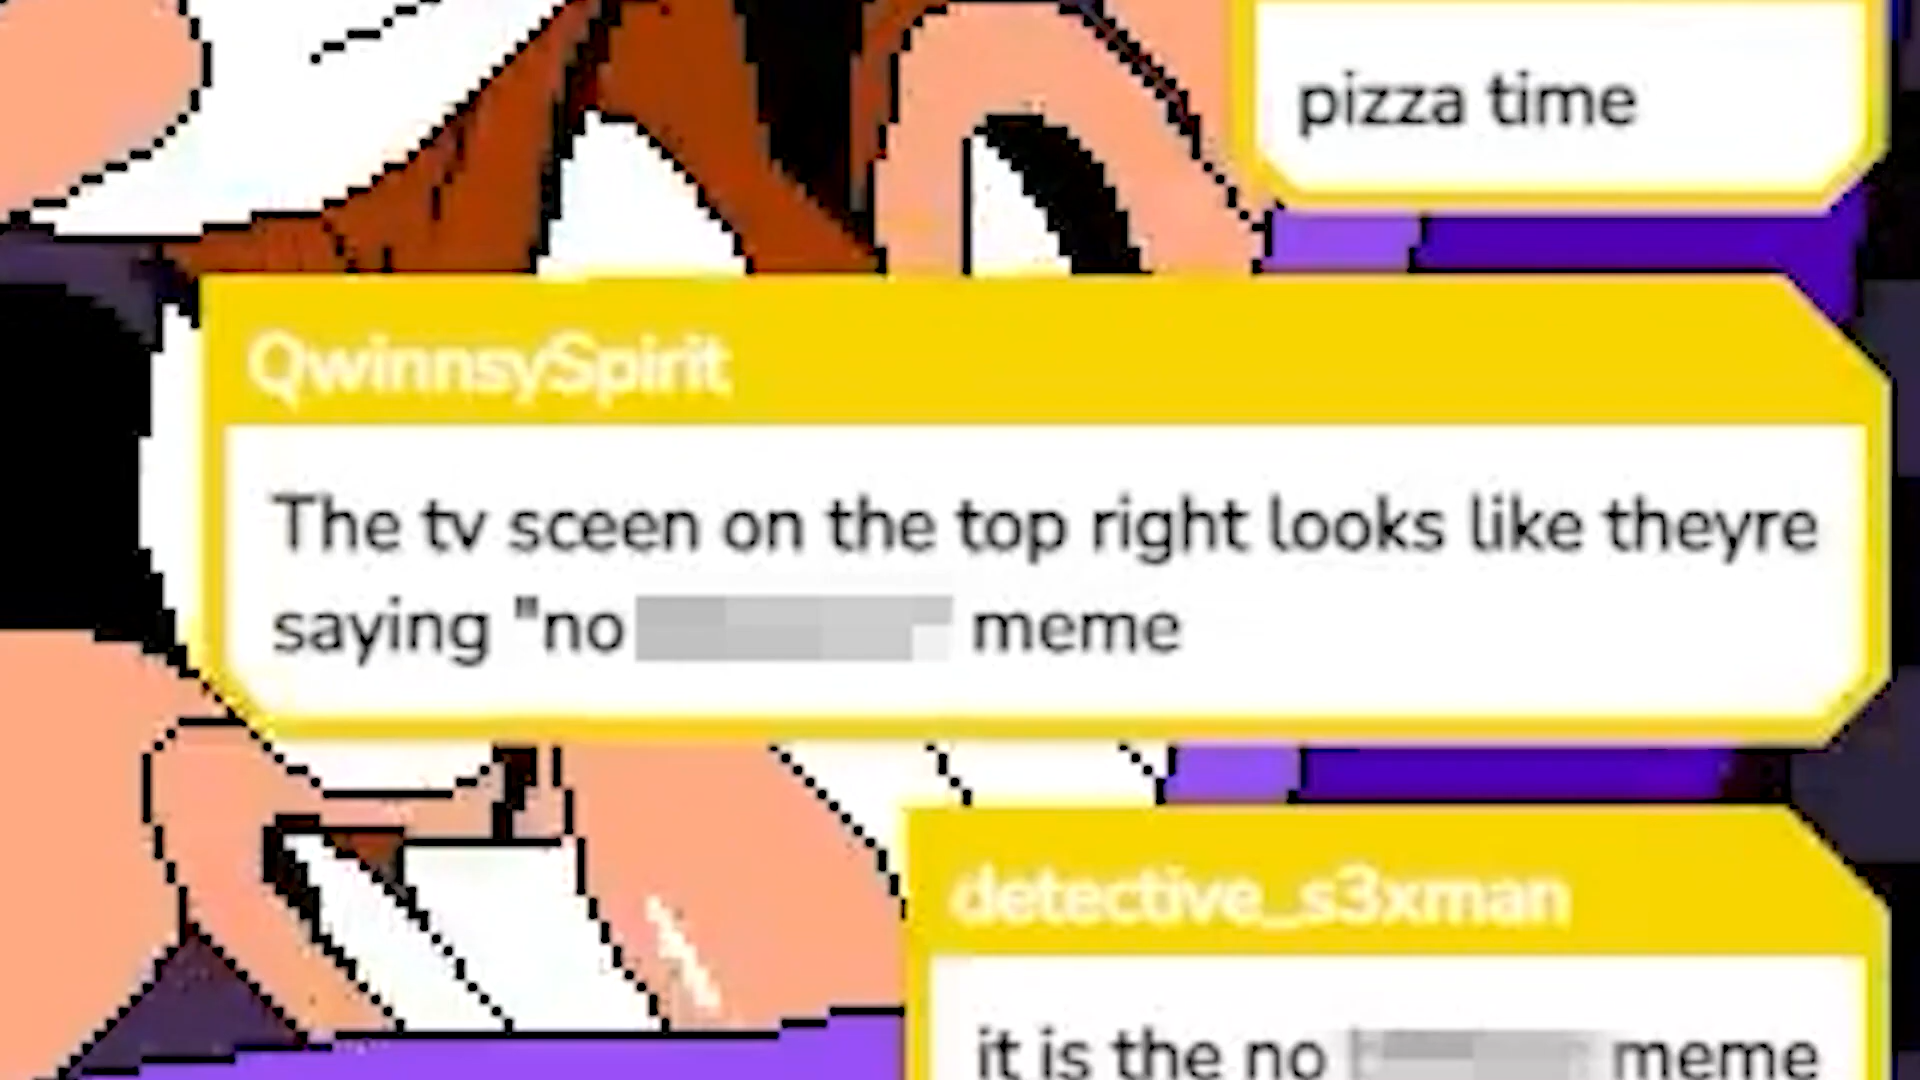 pizza time
QwinnsySpirit
The tv sceen on the top right looks like theyre
saying "no meme
detective_s3xman
it is the no meme